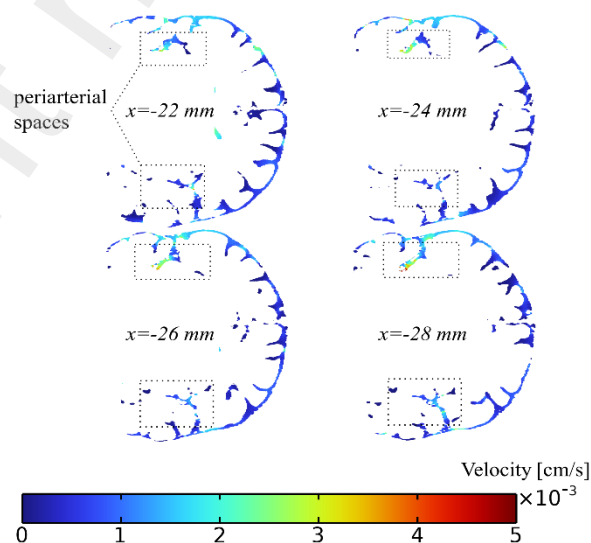 periarterial
spaces
x=-22 mm
x=-24 mm
x=-26 mm
x=-28 mm
Velocity [cm/s]
×10⁻³
0 1 2 3 4 5